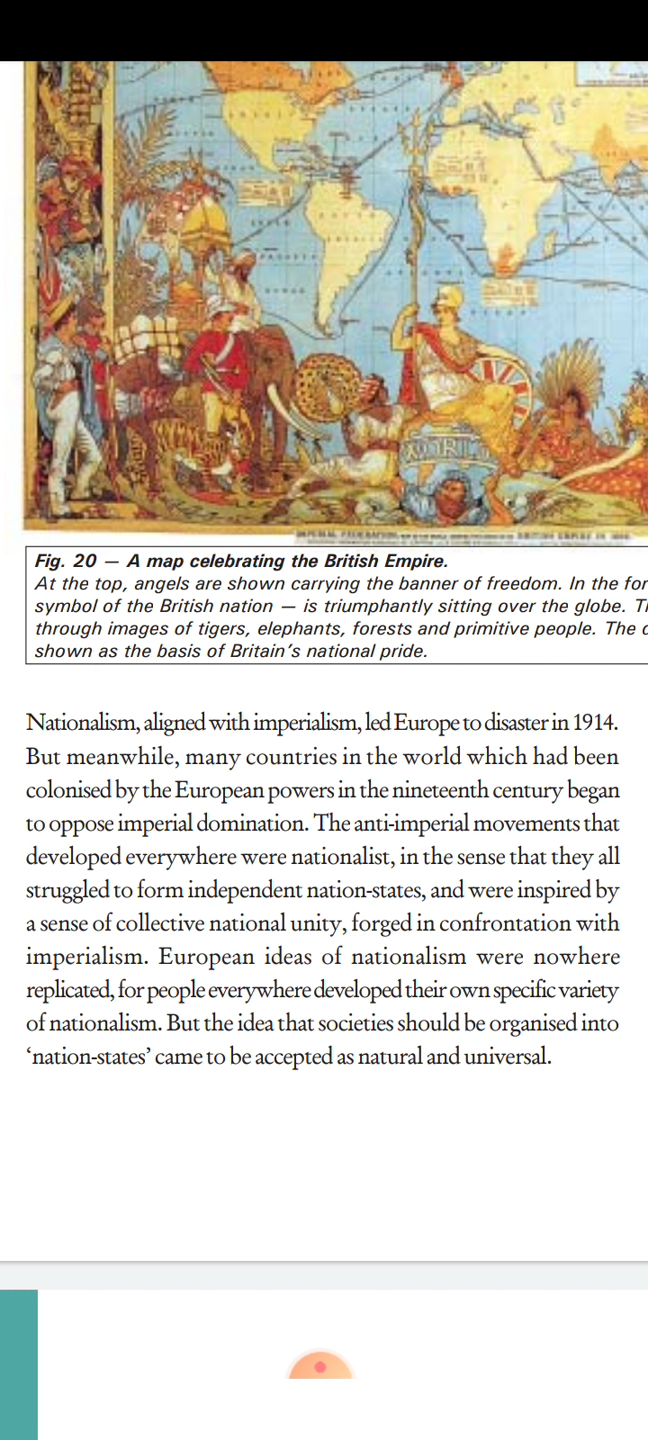 WORLD
IMPERIAL FEDERATION,
BRITISH EMPIRE IN 1886.
Fig. 20 — A map celebrating the British Empire.
At the top, angels are shown carrying the banner of freedom. In the for
symbol of the British nation — is triumphantly sitting over the globe. Th
through images of tigers, elephants, forests and primitive people. The c
shown as the basis of Britain's national pride.
Nationalism, aligned with imperialism, led Europe to disaster in 1914.
But meanwhile, many countries in the world which had been
colonised by the European powers in the nineteenth century began
to oppose imperial domination. The anti-imperial movements that
developed everywhere were nationalist, in the sense that they all
struggled to form independent nation-states, and were inspired by
a sense of collective national unity, forged in confrontation with
imperialism. European ideas of nationalism were nowhere
replicated, for people everywhere developed their own specific variety
of nationalism. But the idea that societies should be organised into
‘nation-states’ came to be accepted as natural and universal.